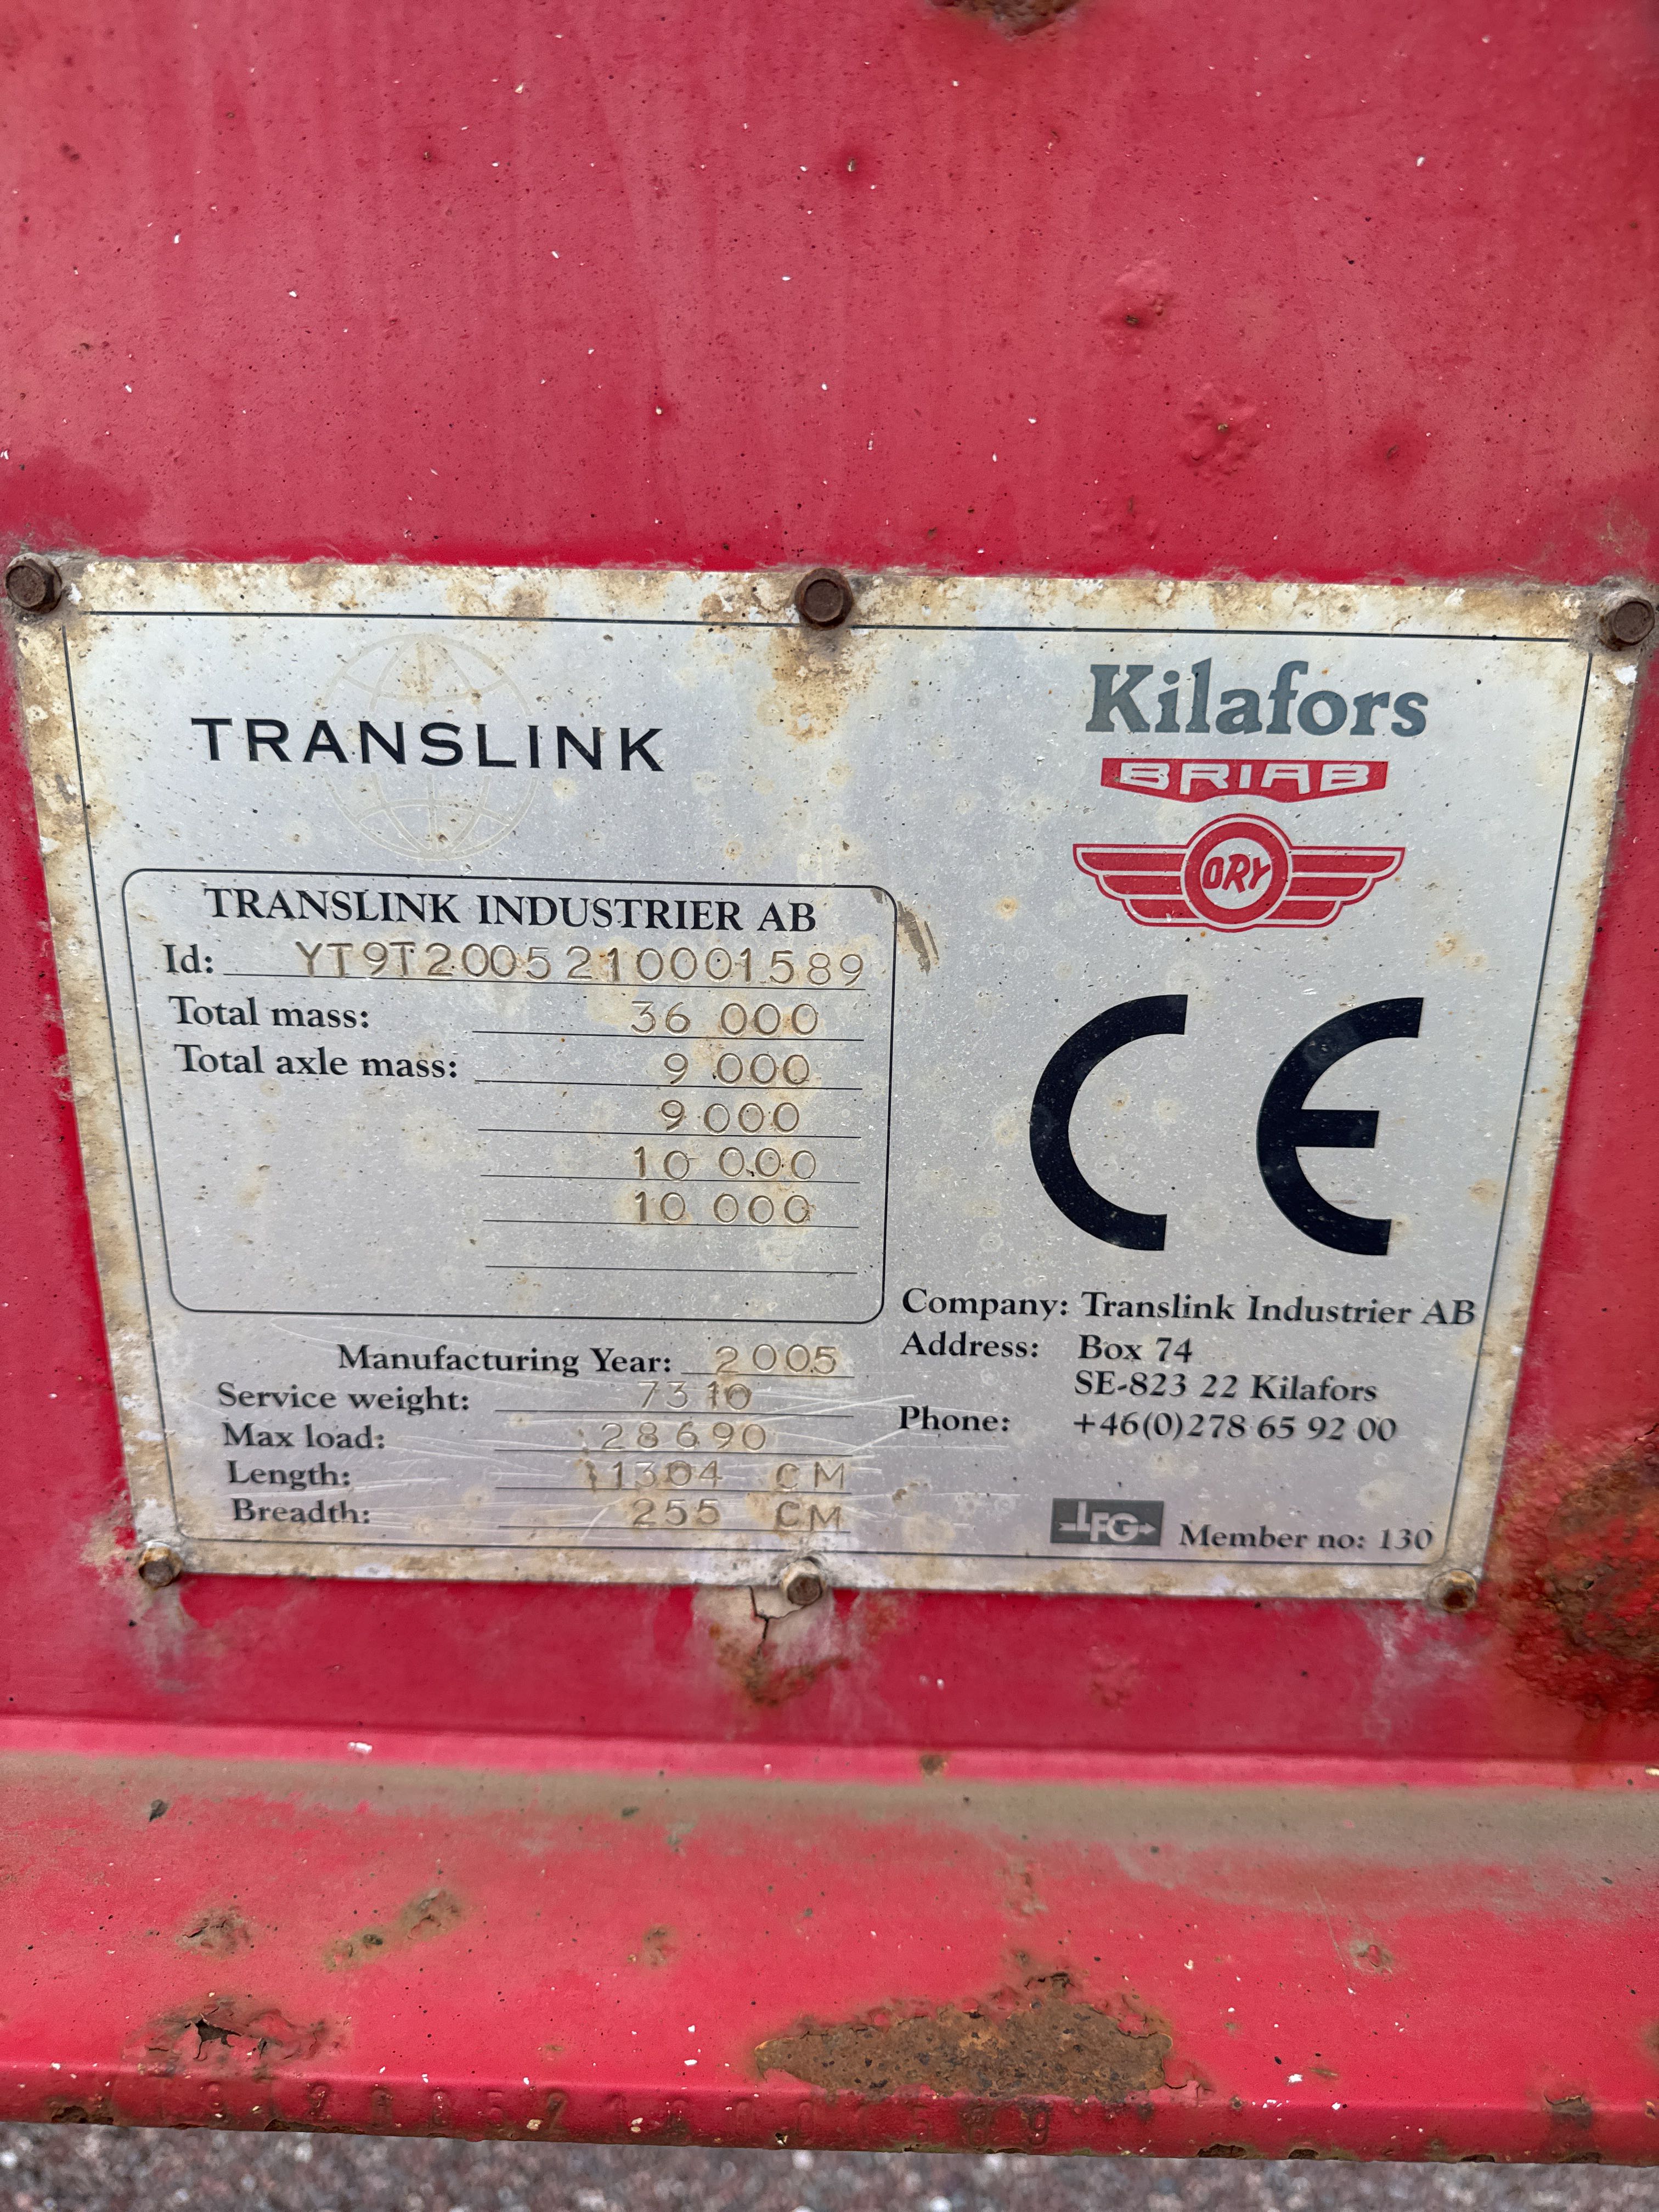 TRANSLINK
Kilafors
BRIAB
ORY
TRANSLINK INDUSTRIER AB
Id: YT9T2005210001589
Total mass: 36 000
Total axle mass: 9 000
9000
10 000
10 000
CE
Manufacturing Year: 2005
Service weight: 7310
Max load: 28690
Length: 1304 CM
Breadth: 255 CM
Company: Translink Industrier AB
Address: Box 74
SE-823 22 Kilafors
Phone: +46(0)278 65 92 00
LFG Member no: 130